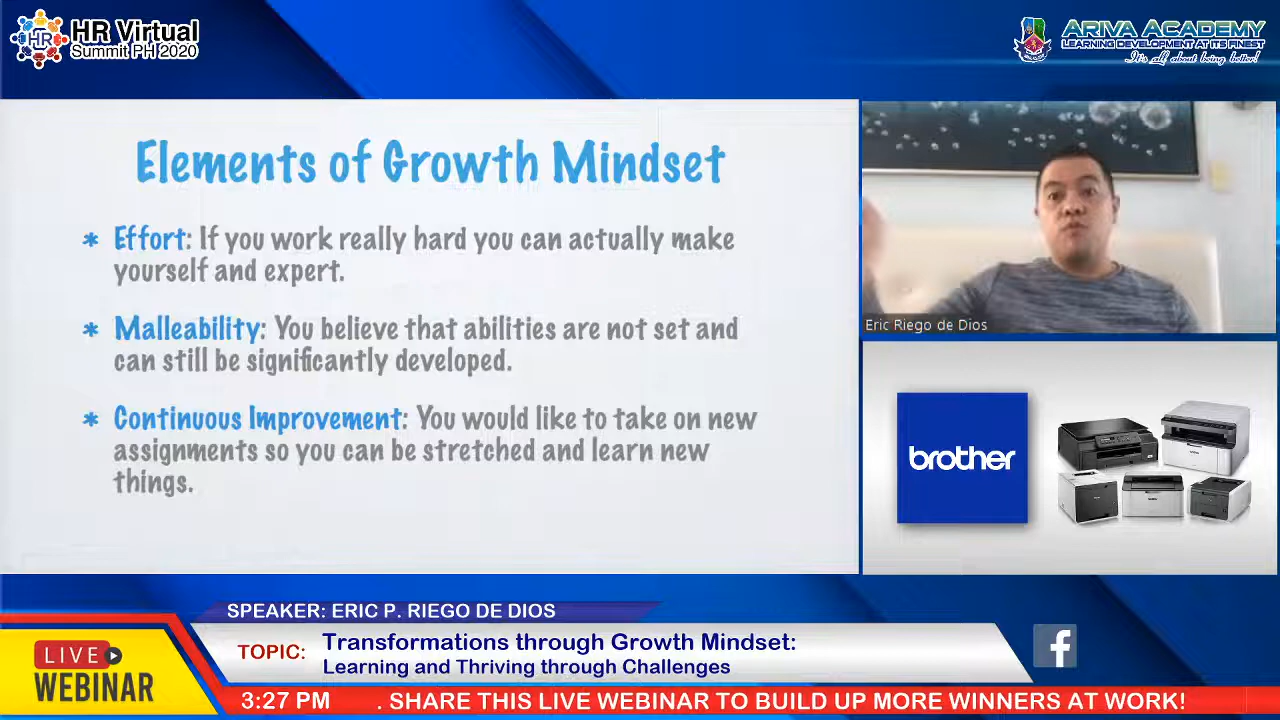 HR Virtual
Summit PH 2020
HR
ARIVA ACADEMY
LEARNING DEVELOPMENT AT ITS FINEST
It's all about being better!
Elements of Growth Mindset
* Effort: If you work really hard you can actually make
yourself and expert.
* Malleability: You believe that abilities are not set and
can still be significantly developed.
* Continuous Improvement: You would like to take on new
assignments so you can be stretched and learn new
things.
Eric Riego de Dios
brother
SPEAKER: ERIC P. RIEGO DE DIOS
TOPIC: Transformations through Growth Mindset:
Learning and Thriving through Challenges
LIVE
WEBINAR
3:27 PM . SHARE THIS LIVE WEBINAR TO BUILD UP MORE WINNERS AT WORK!